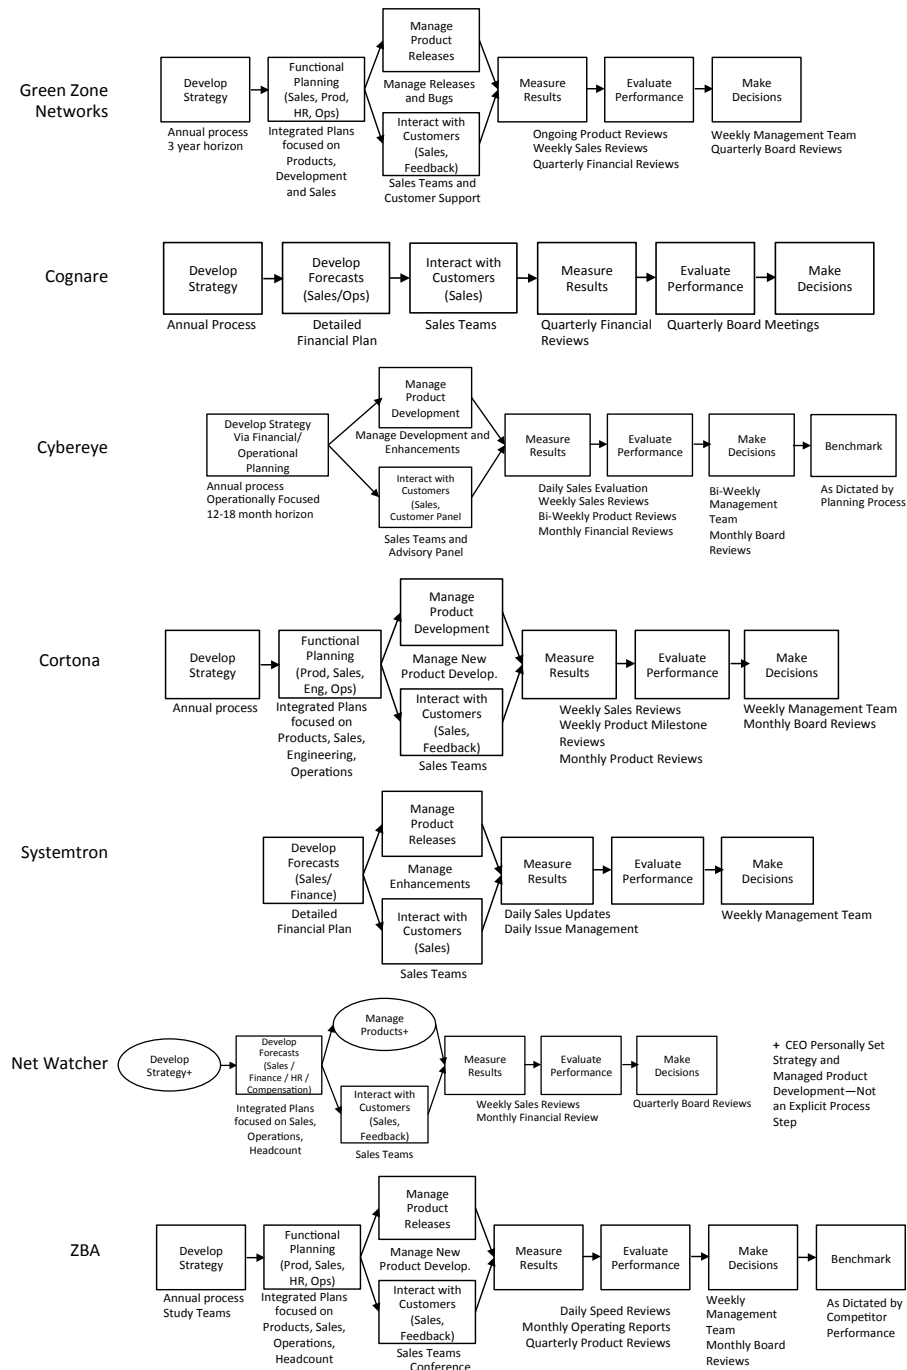 Green Zone
Networks
Develop
Strategy
Annual process
3 year horizon
Functional
Planning
(Sales, Prod,
HR, Ops)
Integrated Plans
focused on
Products,
Development
and Sales
Manage
Product
Releases
Manage Releases
and Bugs
Interact with
Customers
(Sales,
Feedback)
Sales Teams and
Customer Support
Measure
Results
Evaluate
Performance
Ongoing Product Reviews
Weekly Sales Reviews
Quarterly Financial Reviews
Make
Decisions
Weekly Management Team
Quarterly Board Reviews
Cognare
Develop
Strategy
Annual Process
Develop
Forecasts
(Sales/Ops)
Detailed
Financial Plan
Interact with
Customers
(Sales)
Sales Teams
Measure
Results
Quarterly Financial
Reviews
Evaluate
Performance
Make
Decisions
Quarterly Board Meetings
Cybereye
Develop Strategy
Via Financial/
Operational
Planning
Annual process
Operationally Focused
12-18 month horizon
Manage
Product
Development
Manage Development and
Enhancements
Interact with
Customers
(Sales,
Customer Panel
Sales Teams and
Advisory Panel
Measure
Results
Evaluate
Performance
Daily Sales Evaluation
Weekly Sales Reviews
Bi-Weekly Product Reviews
Monthly Financial Reviews
Make
Decisions
Bi-Weekly
Management
Team
Monthly Board
Reviews
Benchmark
As Dictated by
Planning Process
Cortona
Develop
Strategy
Annual process
Functional
Planning
(Prod, Sales,
Eng, Ops)
Integrated Plans
focused on
Products, Sales,
Engineering,
Operations
Manage
Product
Development
Manage New
Product Develop.
Interact with
Customers
(Sales,
Feedback)
Sales Teams
Measure
Results
Evaluate
Performance
Weekly Sales Reviews
Weekly Product Milestone
Reviews
Monthly Product Reviews
Make
Decisions
Weekly Management Team
Monthly Board Reviews
Systemtron
Develop
Forecasts
(Sales/
Finance)
Detailed
Financial Plan
Manage
Product
Releases
Manage
Enhancements
Interact with
Customers
(Sales)
Sales Teams
Measure
Results
Daily Sales Updates
Daily Issue Management
Evaluate
Performance
Make
Decisions
Weekly Management Team
Net Watcher
Develop
Strategy+
Develop
Forecasts
(Sales /
Finance / HR /
Compensation)
Integrated Plans
focused on Sales,
Operations,
Headcount
Manage
Products+
Interact with
Customers
(Sales,
Feedback)
Sales Teams
Measure
Results
Evaluate
Performance
Weekly Sales Reviews
Monthly Financial Review
Make
Decisions
Quarterly Board Reviews
+ CEO Personally Set
Strategy and
Managed Product
Development—Not
an Explicit Process
Step
ZBA
Develop
Strategy
Annual process
Study Teams
Functional
Planning
(Prod, Sales,
HR, Ops)
Integrated Plans
focused on
Products, Sales,
Operations,
Headcount
Manage
Product
Releases
Manage New
Product Develop.
Interact with
Customers
(Sales,
Feedback)
Sales Teams
Conference
Measure
Results
Evaluate
Performance
Daily Speed Reviews
Monthly Operating Reports
Quarterly Product Reviews
Make
Decisions
Weekly
Management
Team
Monthly Board
Reviews
Benchmark
As Dictated by
Competitor
Performance